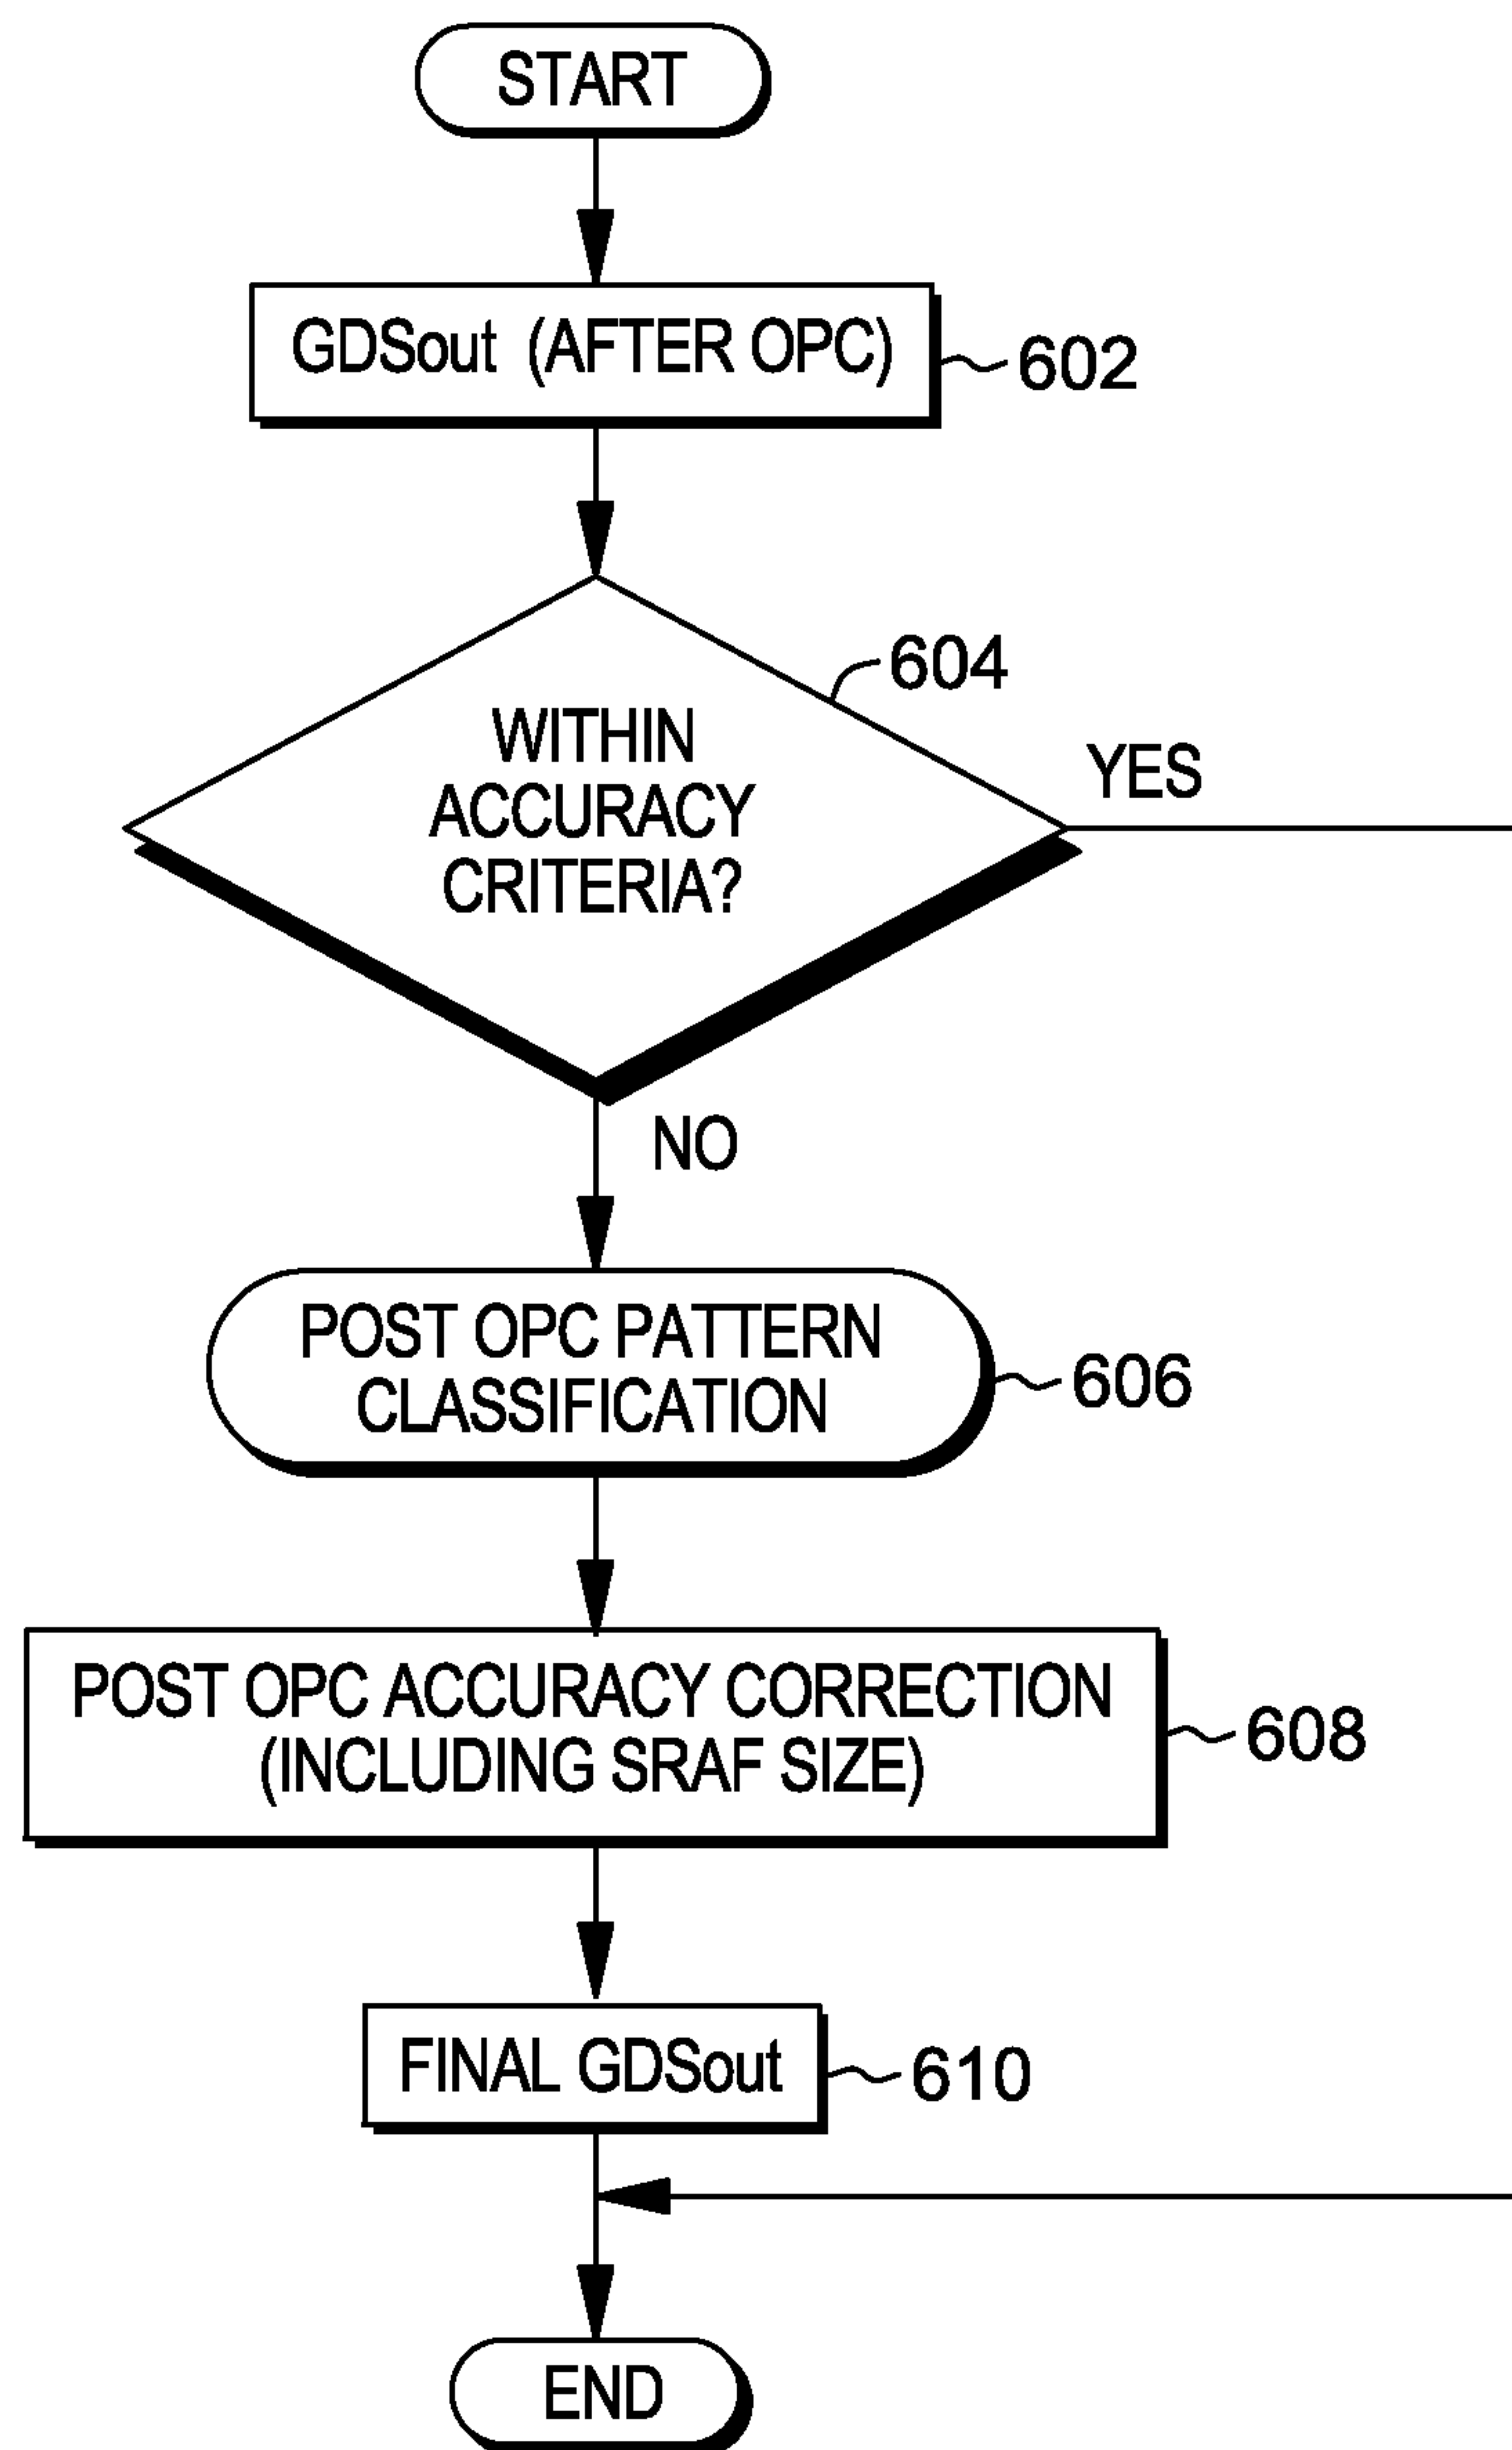 START
GDSout (AFTER OPC)
602
604
WITHIN
ACCURACY
CRITERIA?
YES
NO
POST OPC PATTERN
CLASSIFICATION
606
POST OPC ACCURACY CORRECTION
(INCLUDING SRAF SIZE)
608
FINAL GDSout
610
END